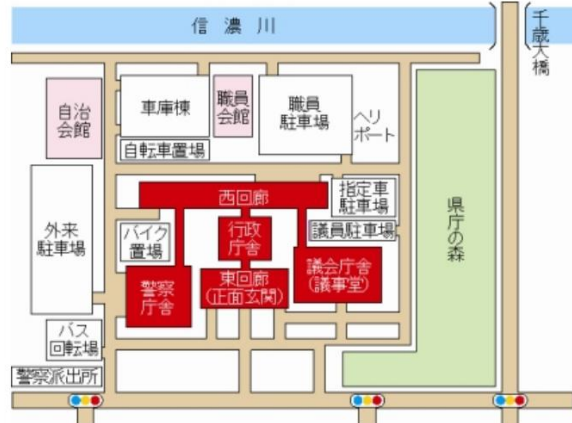 信濃川
千歳大橋
自治
会館
車庫棟
職員
会館
職員
駐車場
ヘリ
ポート
自転車置場
西回廊
指定車
駐車場
外来
駐車場
バイク
置場
行政
庁舎
議員駐車場
県庁の森
警察
庁舎
東回廊
(正面玄関)
議会庁舎
(議事堂)
バス
回転場
警察派出所